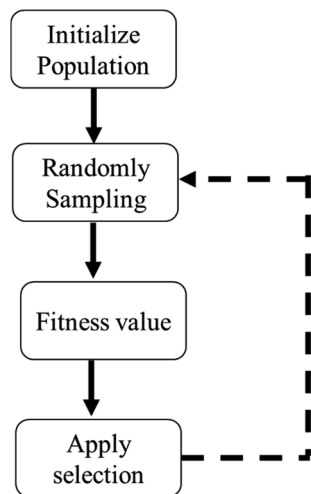 Initialize
Population
Randomly
Sampling
Fitness value
Apply
selection